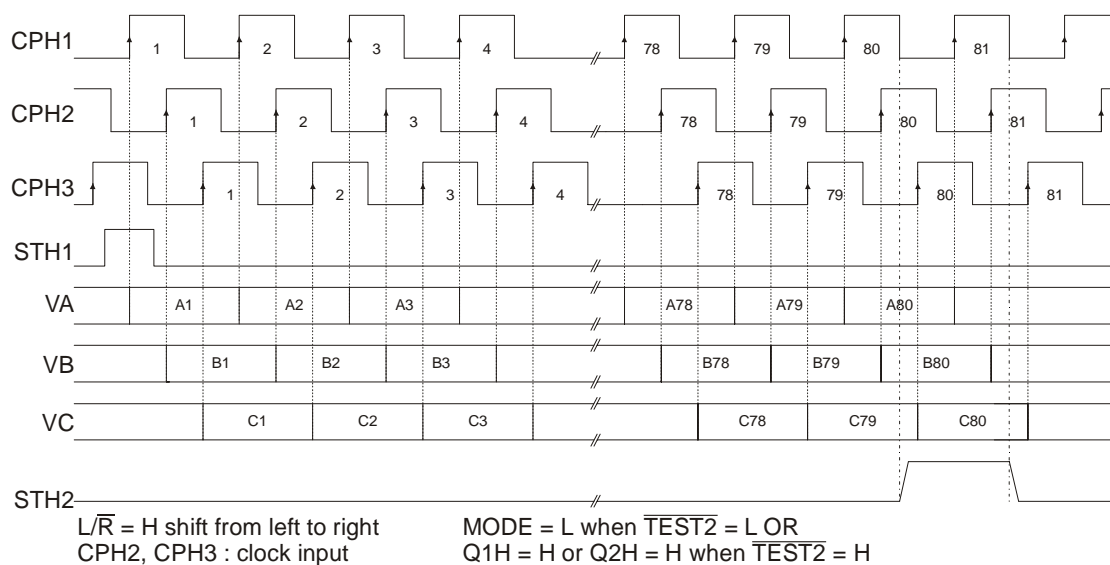 CPH1 1 2 3 4 78 79 80 81
CPH2 1 2 3 4 78 79 80 81
CPH3 1 2 3 4 78 79 80 81
STH1
VA A1 A2 A3 A78 A79 A80
VB B1 B2 B3 B78 B79 B80
VC C1 C2 C3 C78 C79 C80
STH2
L/R̅ = H shift from left to right MODE = L when T̅E̅S̅T̅2̅ = L OR
CPH2, CPH3 : clock input Q1H = H or Q2H = H when T̅E̅S̅T̅2̅ = H